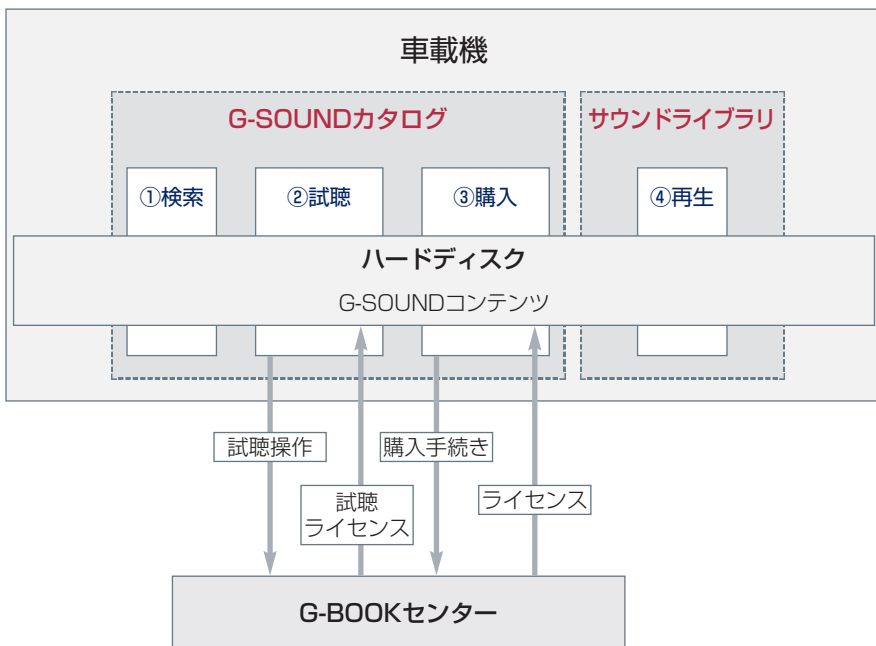 車載機
G-SOUNDカタログ
サウンドライブラリ
①検索
②試聴
③購入
④再生
ハードディスク
G-SOUNDコンテンツ
試聴操作
購入手続き
試聴
ライセンス
ライセンス
G-BOOKセンター